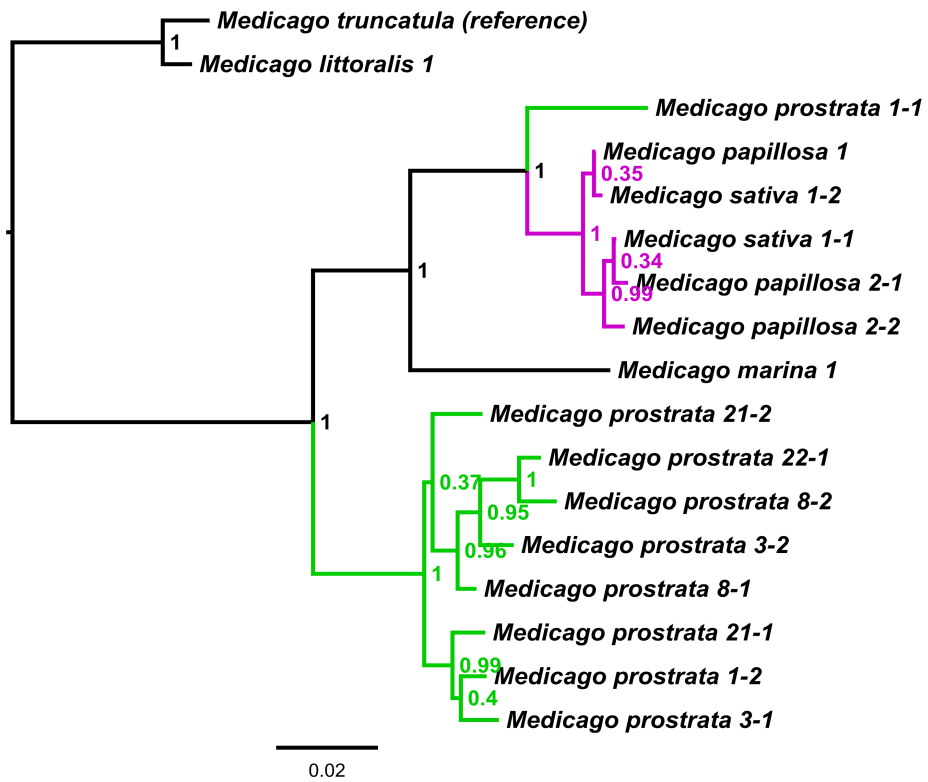 Medicago truncatula (reference)
1
Medicago littoralis 1
Medicago prostrata 1-1
Medicago papillosa 1
1
0.35
Medicago sativa 1-2
1
Medicago sativa 1-1
0.34
1
Medicago papillosa 2-1
0.99
Medicago papillosa 2-2
Medicago marina 1
Medicago prostrata 21-2
1
Medicago prostrata 22-1
0.37
1
Medicago prostrata 8-2
0.95
Medicago prostrata 3-2
0.96
1
Medicago prostrata 8-1
Medicago prostrata 21-1
0.99
Medicago prostrata 1-2
0.4
Medicago prostrata 3-1
0.02